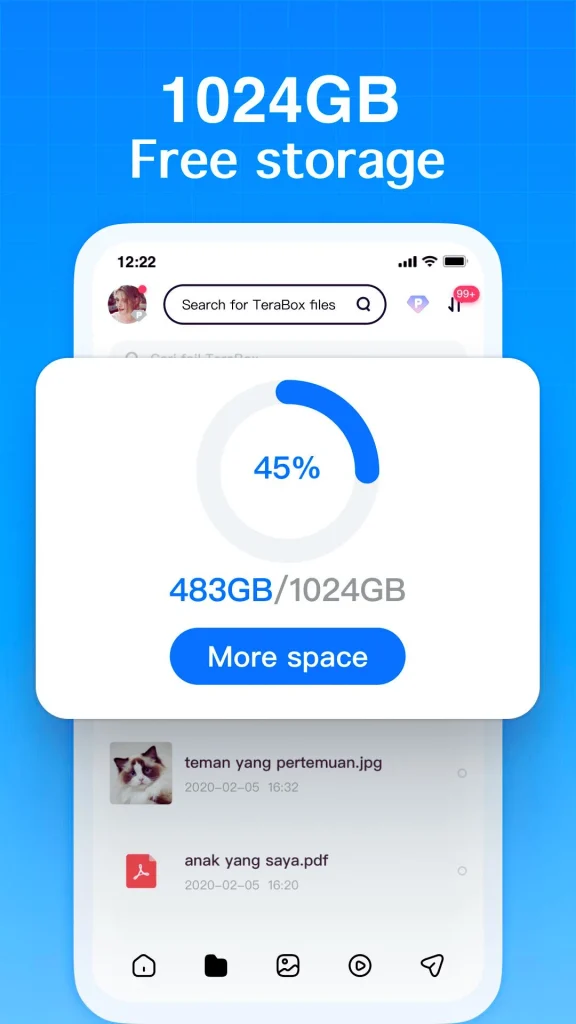 1024GB
Free storage
12:22
Search for TeraBox files
P
99+
P
Cari fail TeraBox
45%
483GB/1024GB
More space
teman yang pertemuan.jpg
2020-02-05 16:32
anak yang saya.pdf
2020-02-05 16:20